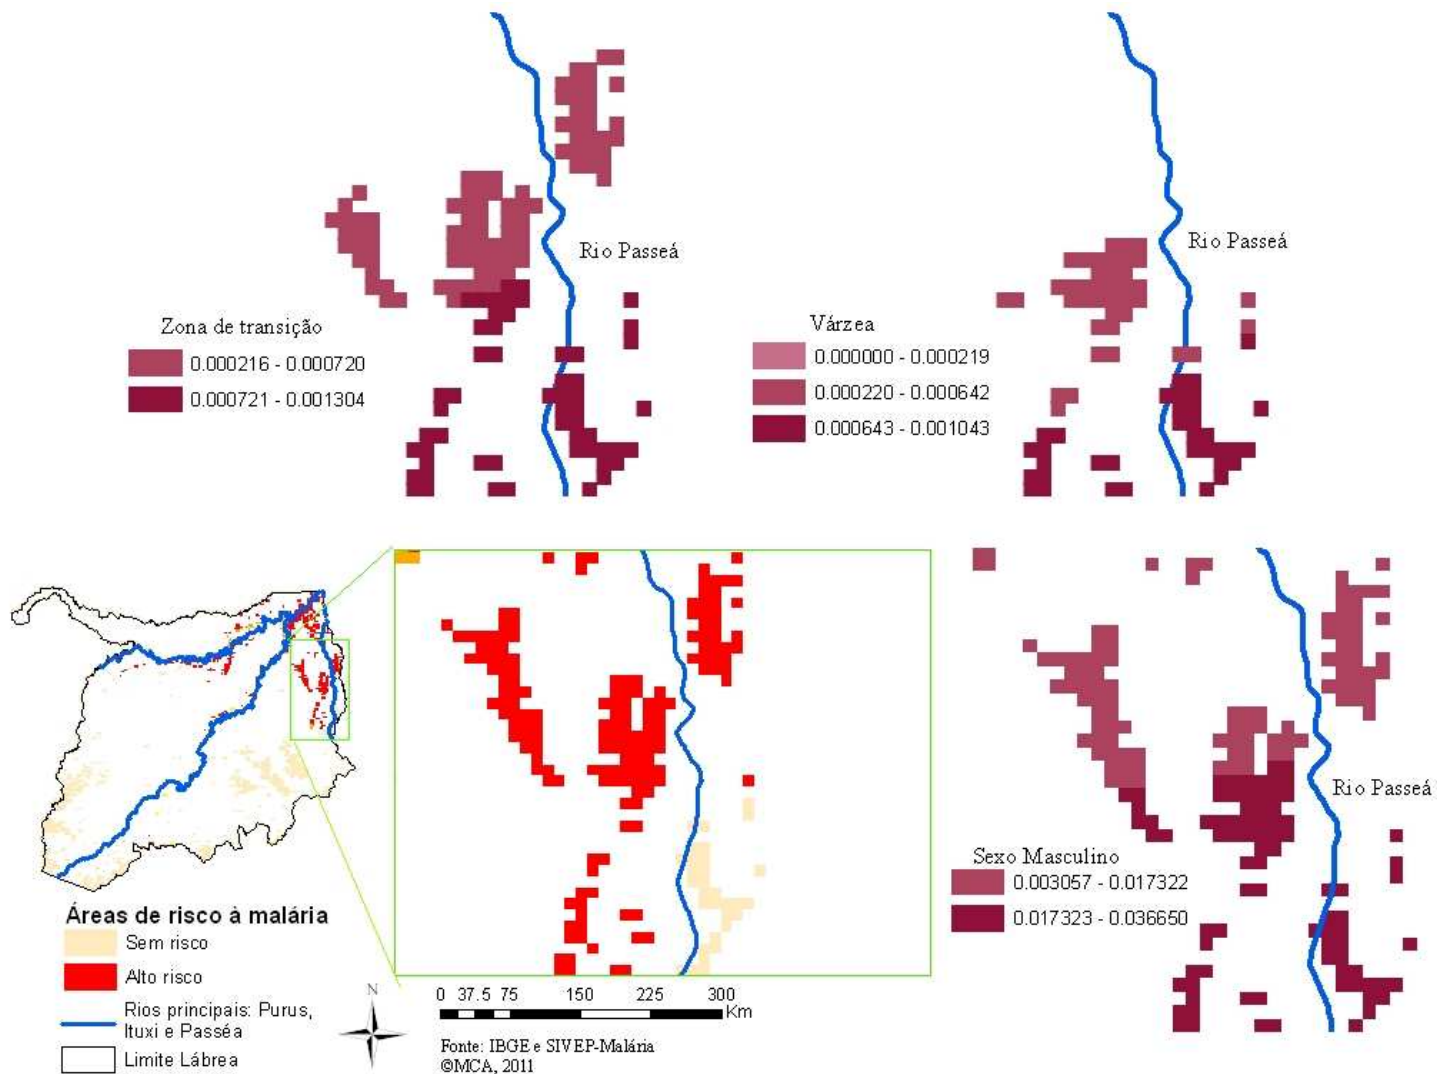 Rio Passeá
Zona de transição
0.000216 - 0.000720
0.000721 - 0.001304
Rio Passeá
Várzea
0.000000 - 0.000219
0.000220 - 0.000642
0.000643 - 0.001043
Rio Passeá
Sexo Masculino
0.003057 - 0.017322
0.017323 - 0.036650
Áreas de risco à malária
Sem risco
Alto risco
Rios principais: Purus,
Ituxi e Passéa
Limite Lábrea
N
0 37.5 75 150 225 300
Km
Fonte: IBGE e SIVEP-Malária
©MCA, 2011